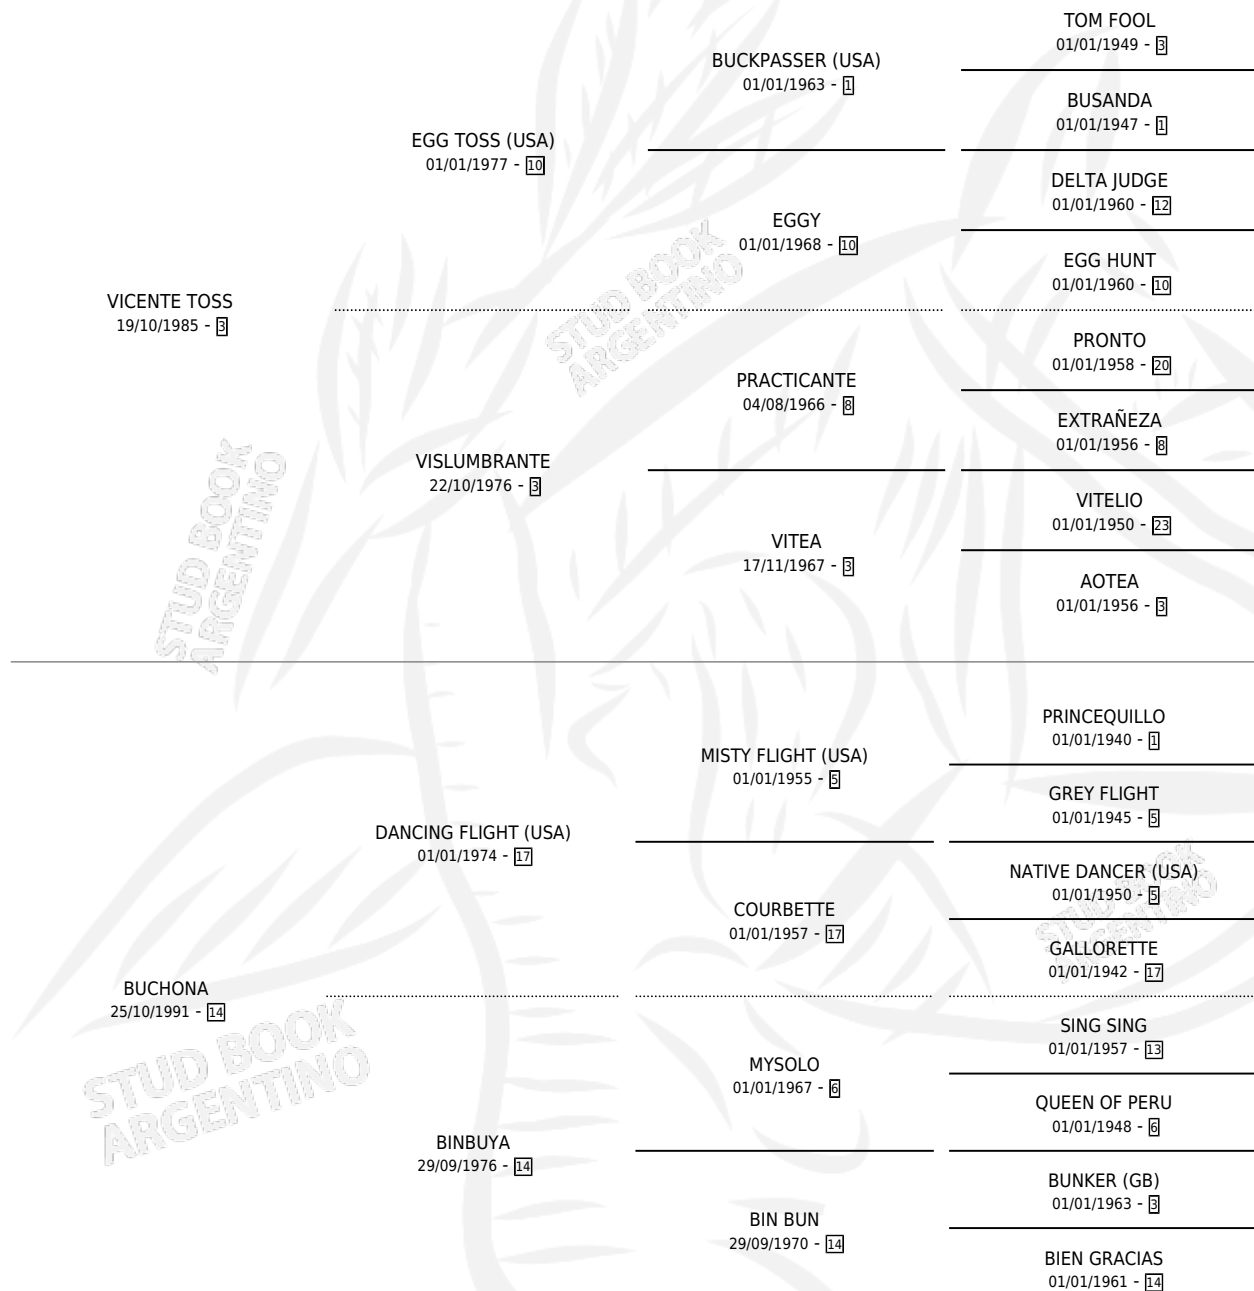 TOM FOOL
01/01/1949 - 3
BUCKPASSER (USA)
01/01/1963 - 1
BUSANDA
01/01/1947 - 1
EGG TOSS (USA)
01/01/1977 - 10
DELTA JUDGE
01/01/1960 - 12
EGGY
01/01/1968 - 10
EGG HUNT
01/01/1960 - 10
VICENTE TOSS
19/10/1985 - 3
STUD BOOK
ARGENTINO
PRONTO
01/01/1958 - 20
PRACTICANTE
04/08/1966 - 8
EXTRAÑEZA
01/01/1956 - 8
VISLUMBRANTE
22/10/1976 - 3
VITELIO
01/01/1950 - 23
VITEA
17/11/1967 - 3
AOTEA
01/01/1956 - 3
STUD BOOK
ARGENTINO
PRINCEQUILLO
01/01/1940 - 1
MISTY FLIGHT (USA)
01/01/1955 - 5
GREY FLIGHT
01/01/1945 - 5
DANCING FLIGHT (USA)
01/01/1974 - 17
NATIVE DANCER (USA)
01/01/1950 - 5
COURBETTE
01/01/1957 - 17
STUD BOOK
ARGENTINO
GALLORETTE
01/01/1942 - 17
BUCHONA
25/10/1991 - 14
STUD BOOK
ARGENTINO
SING SING
01/01/1957 - 13
MYSOLO
01/01/1967 - 6
QUEEN OF PERU
01/01/1948 - 6
BINBUYA
29/09/1976 - 14
BUNKER (GB)
01/01/1963 - 3
BIN BUN
29/09/1970 - 14
BIEN GRACIAS
01/01/1961 - 14